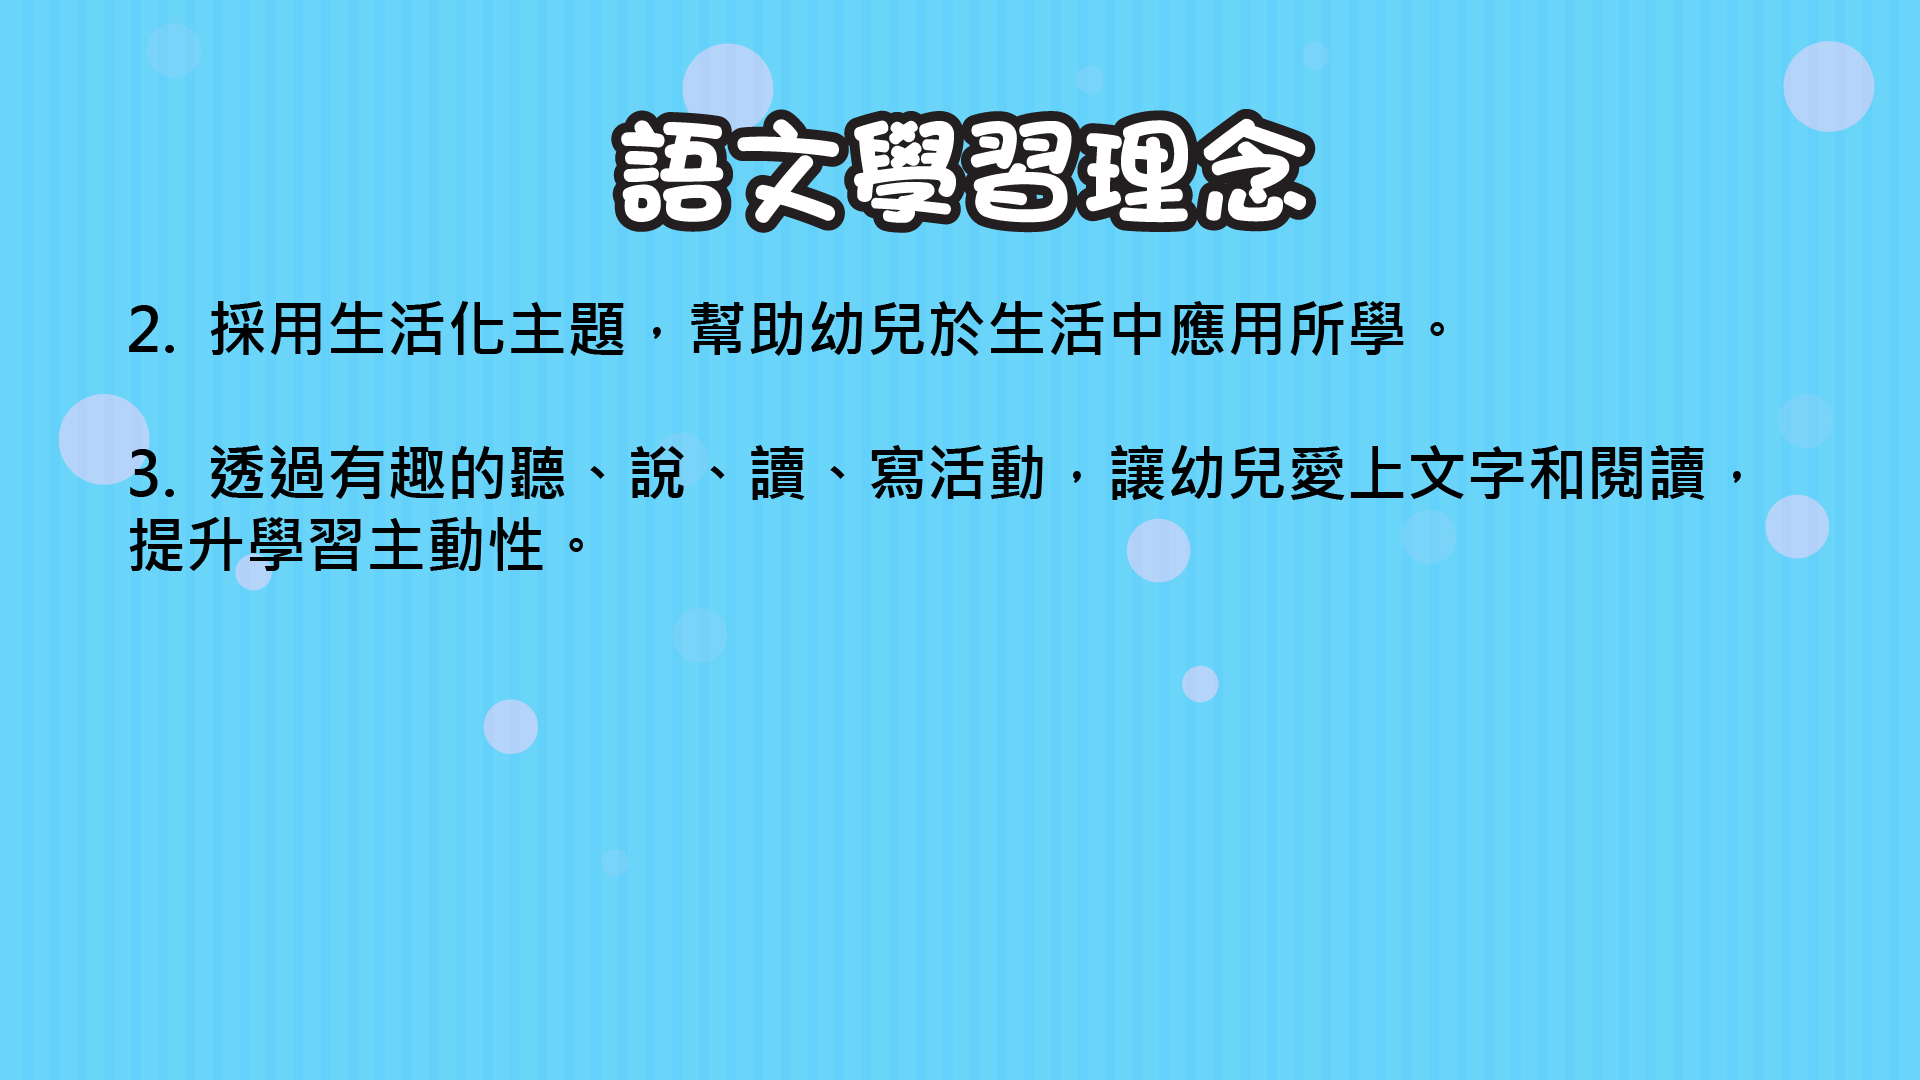 語文學習理念
2. 採用生活化主題，幫助幼兒於生活中應用所學。
3. 透過有趣的聽、說、讀、寫活動，讓幼兒愛上文字和閱讀，
提升學習主動性。